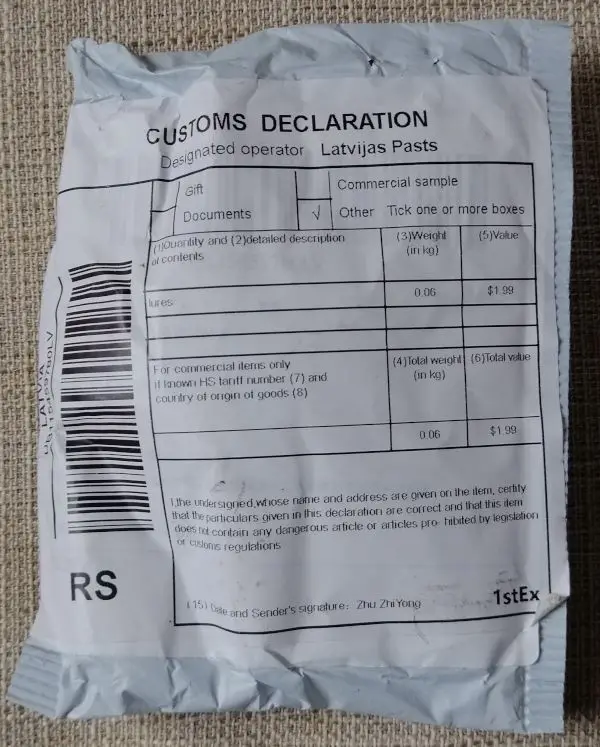 CUSTOMS DECLARATION
Designated operator Latvijas Pasts
Gift
Commercial sample
Documents
√ Other Tick one or more boxes
(1)Quantity and (2)detailed description
of contents
(3)Weight
(in kg)
(5)Value
lures
0.06
$1.99
For commercial items only
if known HS tariff number (7) and
country of origin of goods (8)
(4)Total weight
(in kg)
(6)Total value
0.06
$1.99
I,the undersigned,whose name and address are given on the item, certify
that the particulars given in this declaration are correct and that this item
does not contain any dangerous article or articles pro- hibited by legislation
or customs regulations
(15) Date and Sender's signature: Zhu ZhiYong
1stEx
RS
LATVIA